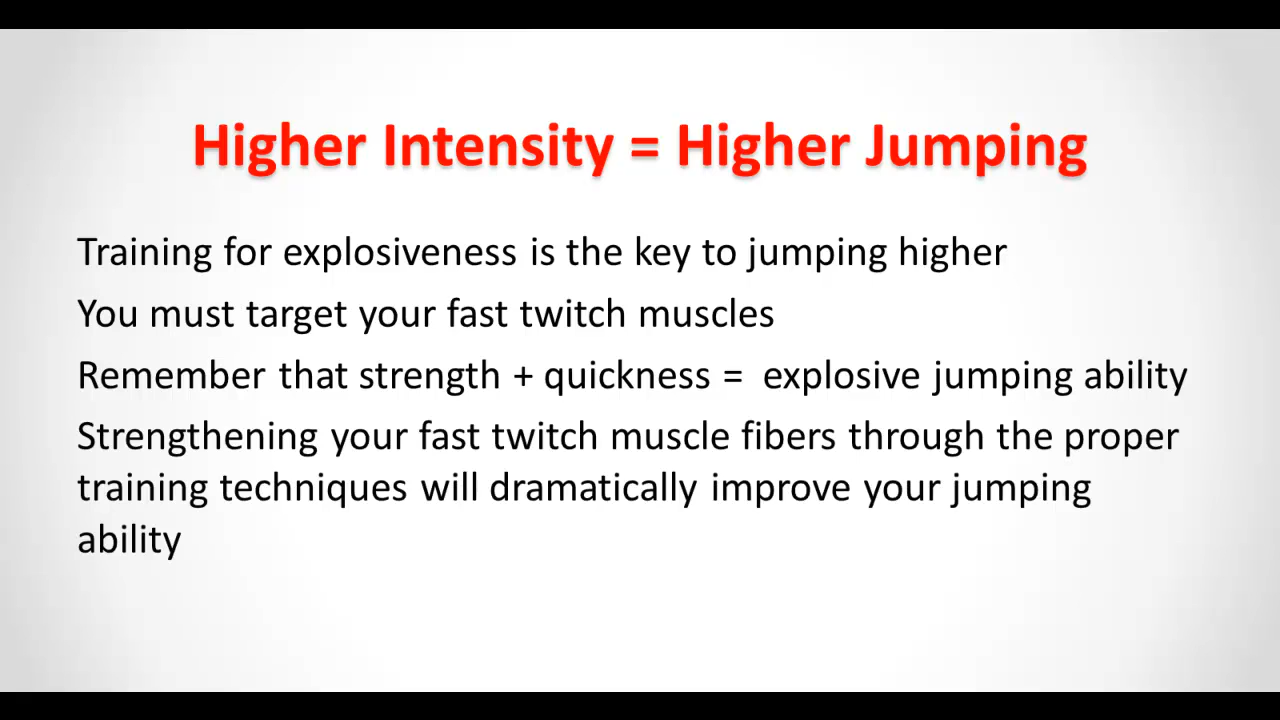 Higher Intensity = Higher Jumping
Training for explosiveness is the key to jumping higher
You must target your fast twitch muscles
Remember that strength + quickness =  explosive jumping ability
Strengthening your fast twitch muscle fibers through the proper
training techniques will dramatically improve your jumping
ability